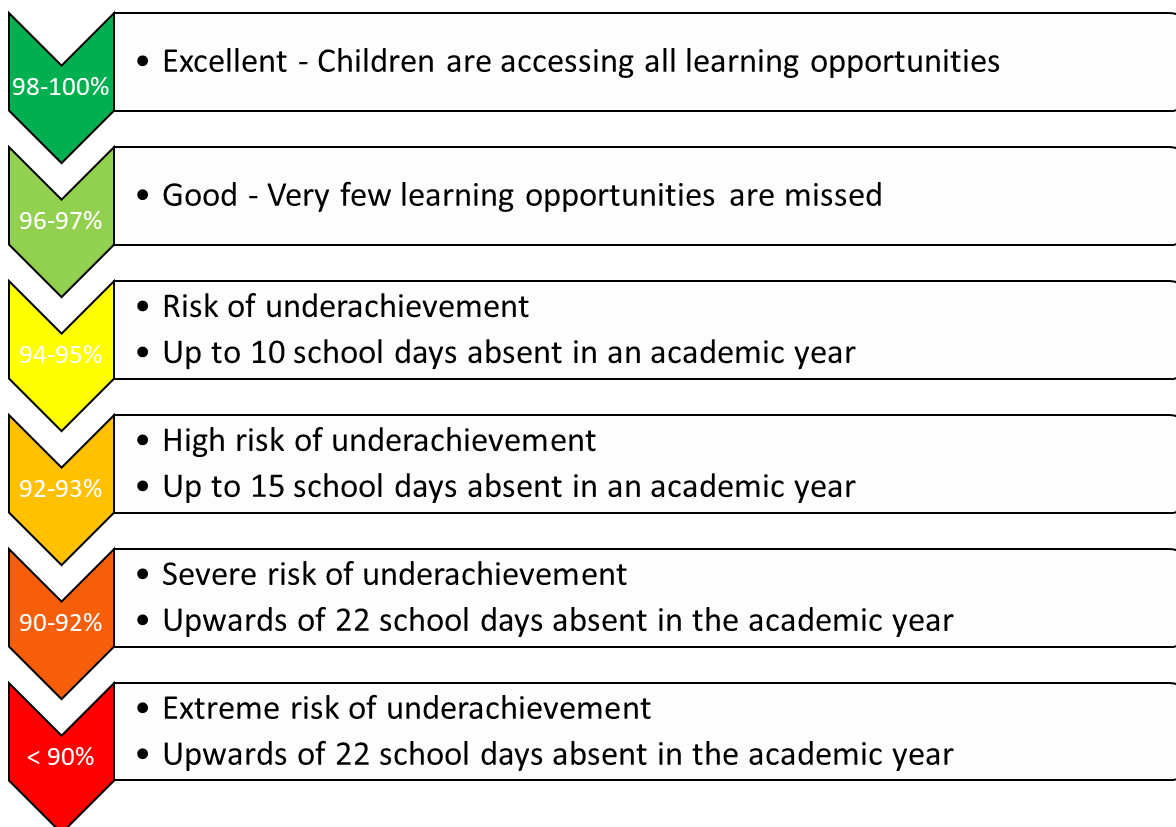 98-100%
• Excellent - Children are accessing all learning opportunities
96-97%
• Good - Very few learning opportunities are missed
94-95%
• Risk of underachievement
• Up to 10 school days absent in an academic year
92-93%
• High risk of underachievement
• Up to 15 school days absent in an academic year
90-92%
• Severe risk of underachievement
• Upwards of 22 school days absent in the academic year
< 90%
• Extreme risk of underachievement
• Upwards of 22 school days absent in the academic year